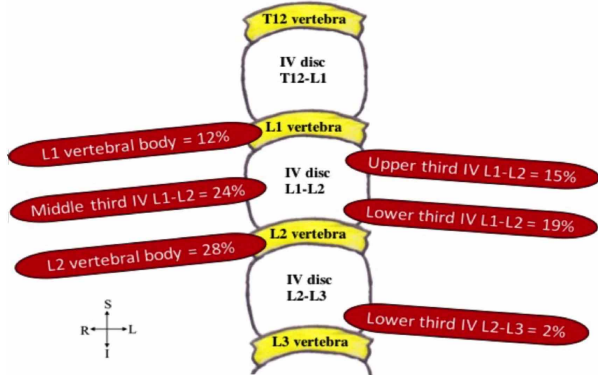 T12 vertebra
IV disc
T12-L1
L1 vertebra
L1 vertebral body = 12%
Upper third IV L1-L2 = 15%
IV disc
L1-L2
Middle third IV L1-L2 = 24%
Lower third IV L1-L2 = 19%
L2 vertebra
L2 vertebral body = 28%
IV disc
L2-L3
S
R
L
I
Lower third IV L2-L3 = 2%
L3 vertebra